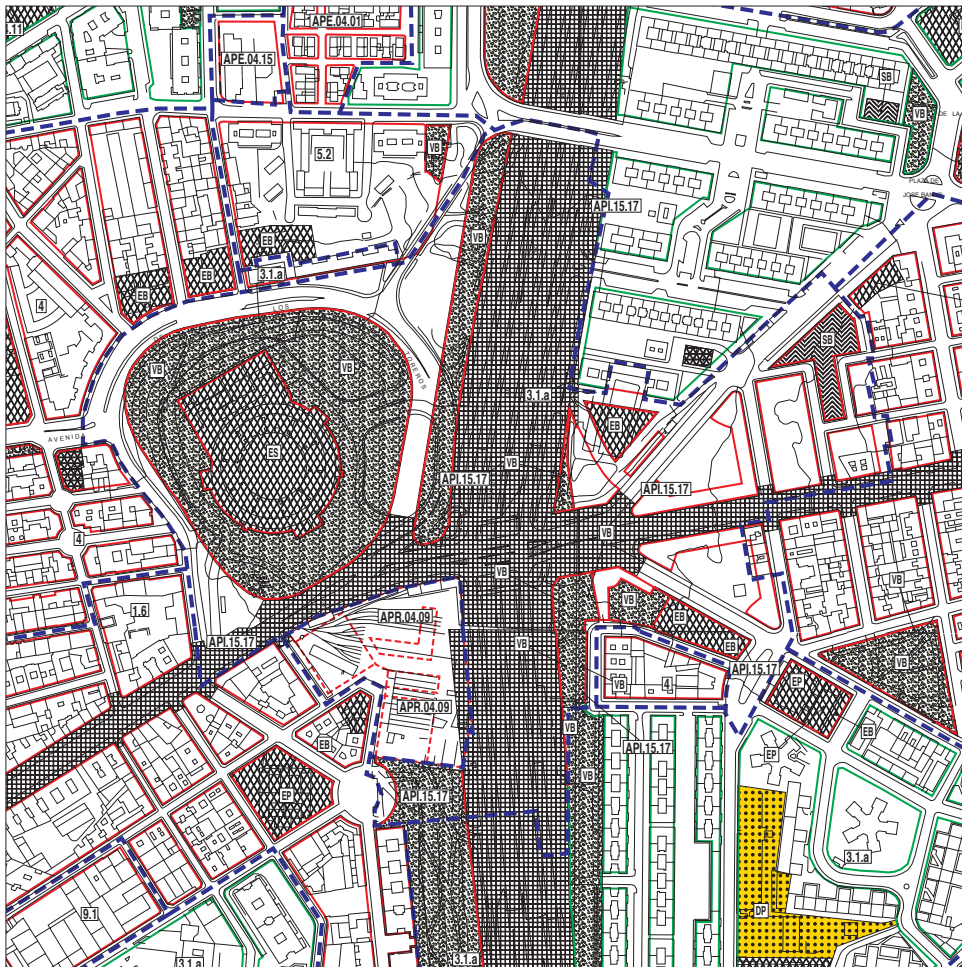 .11
APE.04.01
APE.04.15
SB
VB
DE LA
5.2
VB
PLAZA DE
JOSE BANUS
API.15.17
VB
EB
3.1.a
EB
EB
4
LOS
VB
VB
SB
3.1.a
EB
AVENIDA
ES
VB
API.15.17
API.15.17
VB
4
VB
VB
1.6
VB
APR.04.09
EB
EB
API.15.17
VB
API.15.17
VB
VB
4
EP
APR.04.09
EB
VB
API.15.17
EB
EP
EP
VB
API.15.17
3.1.a
9.1
DP
3.1.a
3.1.a